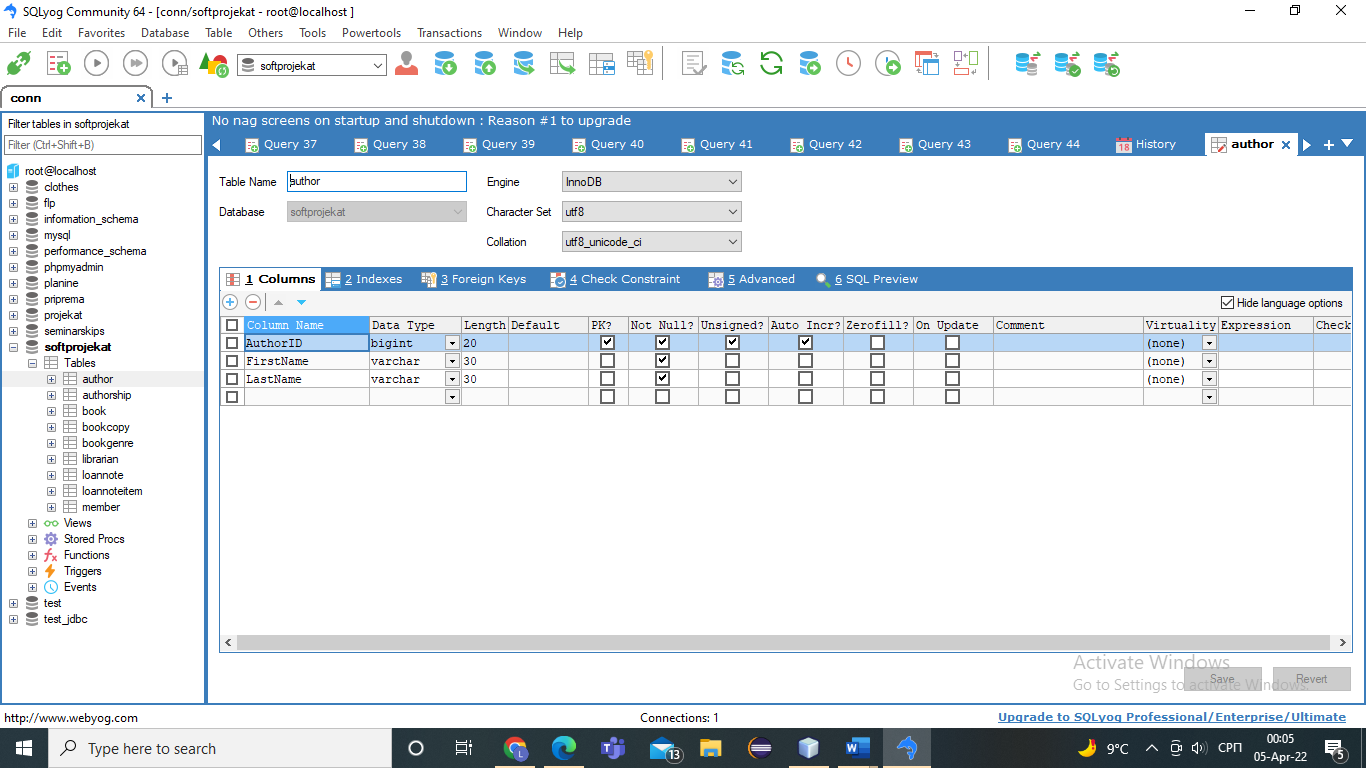 SQLyog Community 64 - [conn/softprojekat - root@localhost ]
File Edit Favorites Database Table Others Tools Powertools Transactions Window Help
softprojekat
conn
Filter tables in softprojekat
Filter (Ctrl+Shift+B)
root@localhost
clothes
flp
information_schema
mysql
performance_schema
phpmyadmin
planine
priprema
projekat
seminarskips
softprojekat
Tables
author
authorship
book
bookcopy
bookgenre
librarian
loannote
loannoteitem
member
Views
Stored Procs
Functions
Triggers
Events
test
test_jdbc
No nag screens on startup and shutdown : Reason #1 to upgrade
Query 37 Query 38 Query 39 Query 40 Query 41 Query 42 Query 43 Query 44 18 History author
Table Name author Engine InnoDB
Database softprojekat Character Set utf8
Collation utf8_unicode_ci
1 Columns 2 Indexes 3 Foreign Keys 4 Check Constraint 5 Advanced 6 SQL Preview
Hide language options
Column Name Data Type Length Default PK? Not Null? Unsigned? Auto Incr? Zerofill? On Update Comment Virtuality Expression Check
AuthorID bigint 20 (none)
FirstName varchar 30 (none)
LastName varchar 30 (none)
Activate Windows
Go to Settings to activate Windows.
Save Revert
http://www.webyog.com Connections: 1 Upgrade to SQLyog Professional/Enterprise/Ultimate
Type here to search 13 9°C СРП 00:05
05-Apr-22 5